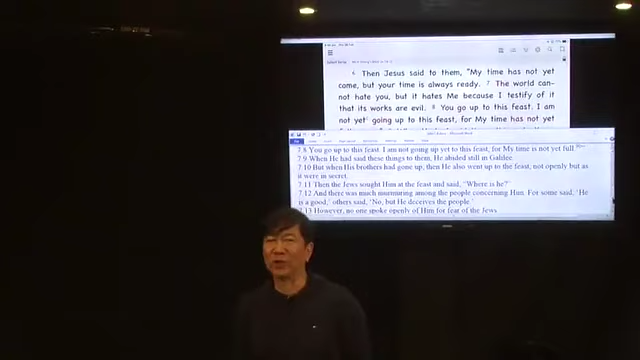 6 Then Jesus said to them, "My time has not yet
come, but your time is always ready. 7 The world can-
not hate you, but it hates Me because I testify of it
that its works are evil. 8 You go up to this feast. I am
not yet going up to this feast, for My time has not yet
7:8 You go up to this feast. I am not going up yet to this feast, for My time is not yet full
7:9 When He had said these things to them, He abided still in Galilee.
7:10 But when His brothers had gone up, then He also went up to the feast, not openly but as
it were in secret.
7:11 Then the Jews sought Him at the feast and said, "Where is he?"
7:12 And there was much murmuring among the people concerning Him. For some said, 'He
is a good,' others said, 'No, but He deceives the people.'
7:13 However, no one spoke openly of Him for fear of the Jews